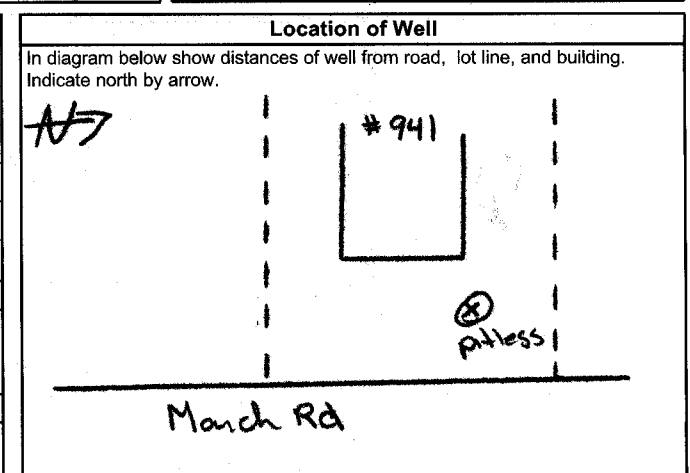 Location of Well
In diagram below show distances of well from road, lot line, and building.
Indicate north by arrow.
N
# 941
pitless
March Rd